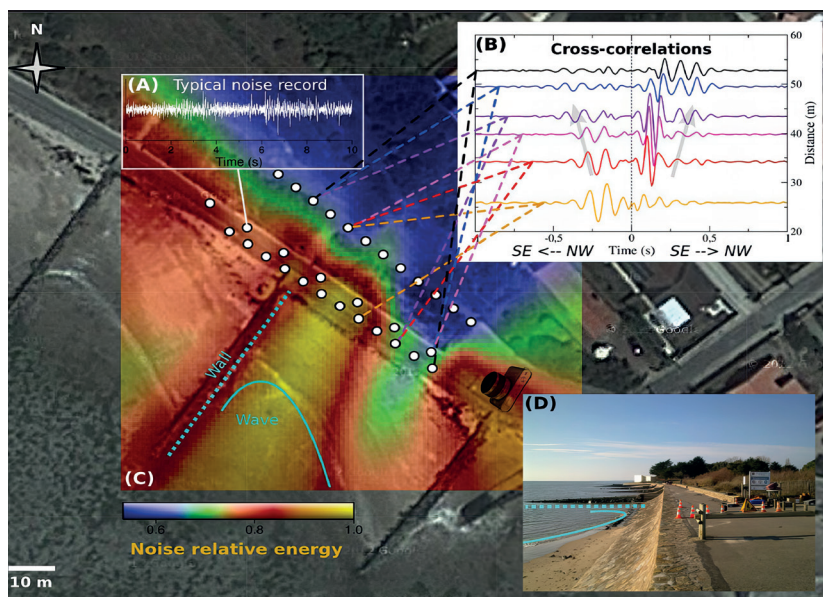 N
(A)
Typical noise record
0 2 4 6 8 10
Time (s)
(B)
Cross-correlations
60
50
40
30
20
Distance (m)
-0,5 0 0,5 1
SE <-- NW Time (s) SE --> NW
Wall
Wave
(C)
(D)
0.6 0.8 1.0
Noise relative energy
10 m